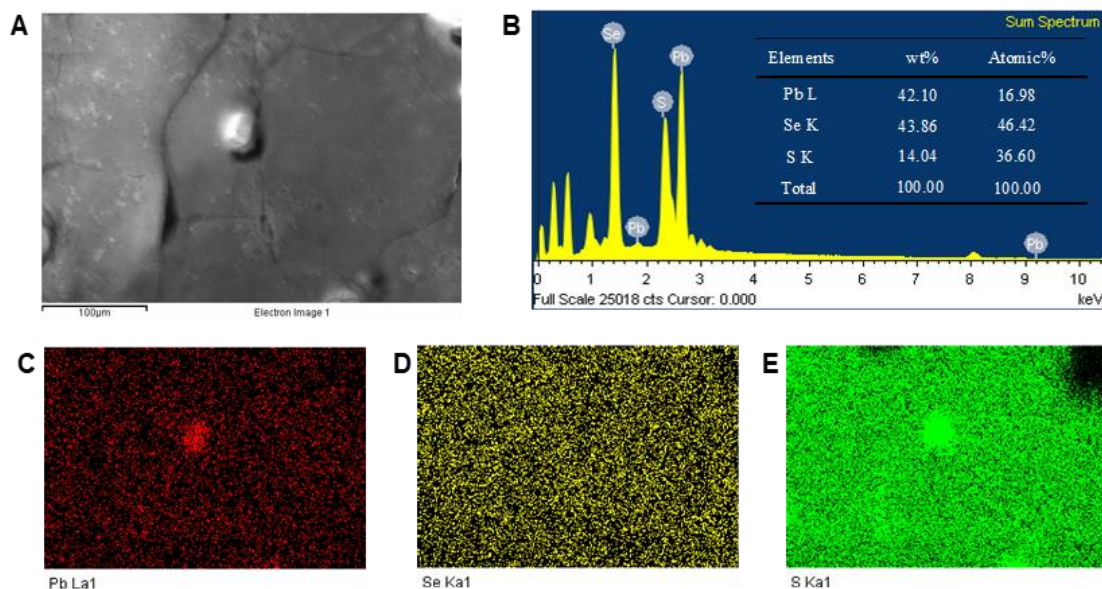 A
100μm
Electron Image 1
B
Sum Spectrum
Se
Pb
S
Pb
Pb
Elements wt% Atomic%
Pb L 42.10 16.98
Se K 43.86 46.42
S K 14.04 36.60
Total 100.00 100.00
0 1 2 3 4 5 6 7 8 9 10
Full Scale 25018 cts Cursor: 0.000 keV
C
Pb La1
D
Se Ka1
E
S Ka1